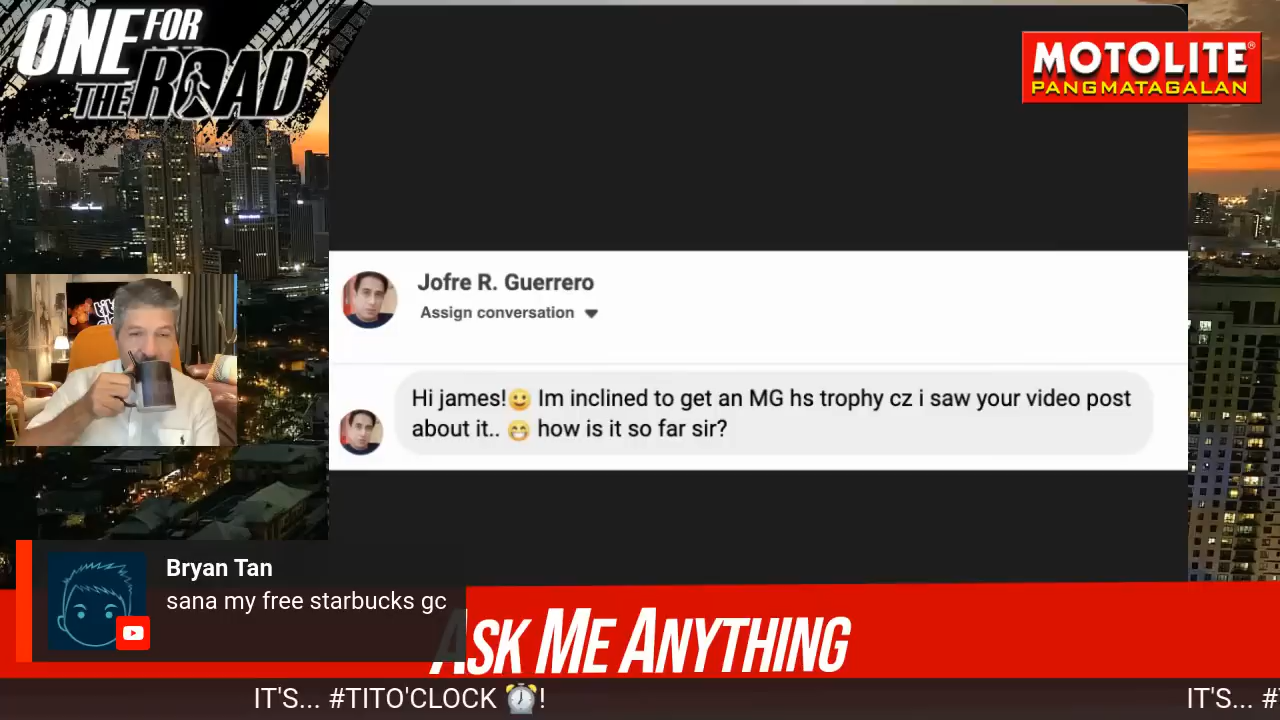 ONE FOR
THE ROAD
MOTOLITE®
PANGMATAGALAN
Jofre R. Guerrero
Assign conversation
Hi james!😀 Im inclined to get an MG hs trophy cz i saw your video post
about it.. 😁 how is it so far sir?
Bryan Tan
sana my free starbucks gc
ASK ME ANYTHING
IT'S... #TITO'CLOCK ⏰!
IT'S... #T